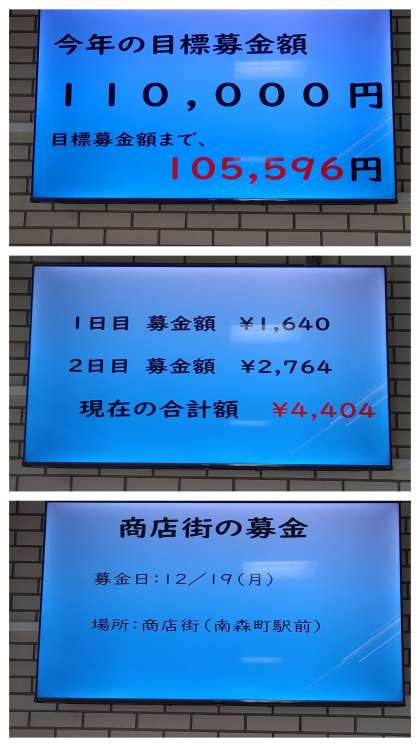 今年の目標募金額
110,000円
目標募金額まで、
105,596円
1日目 募金額 ¥1,640
2日目 募金額 ¥2,764
現在の合計額 ¥4,404
商店街の募金
募金日:12/19(月)
場所:商店街(南森町駅前)